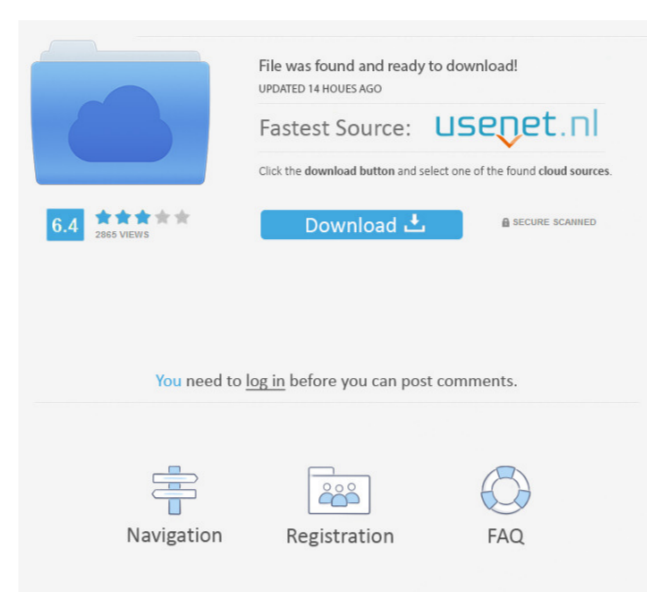 File was found and ready to download!
UPDATED 14 HOUES AGO
Fastest Source: usenet.nl
Click the download button and select one of the found cloud sources.
6.4
2865 VIEWS
Download
SECURE SCANNED
You need to log in before you can post comments.
Navigation
Registration
FAQ